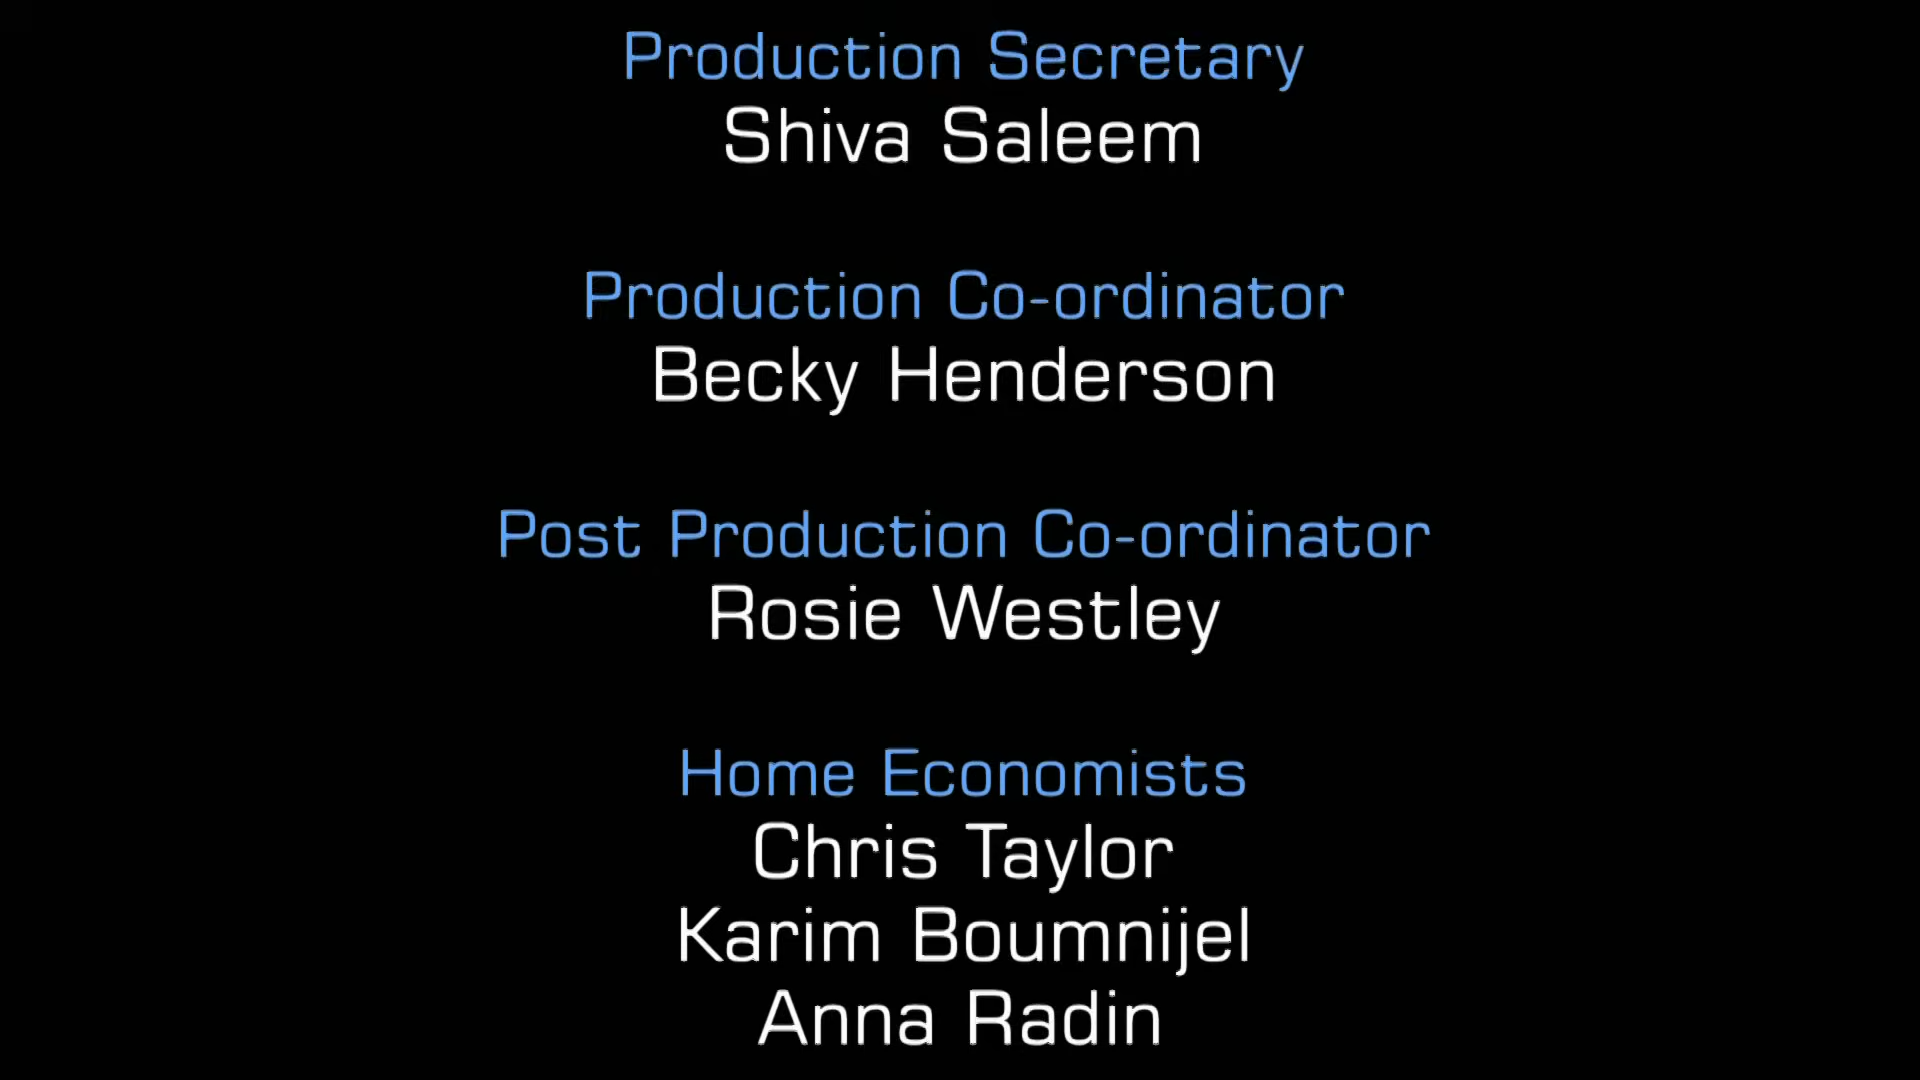 Production Secretary
Shiva Saleem
Production Co-ordinator
Becky Henderson
Post Production Co-ordinator
Rosie Westley
Home Economists
Chris Taylor
Karim Boumnijel
Anna Radin